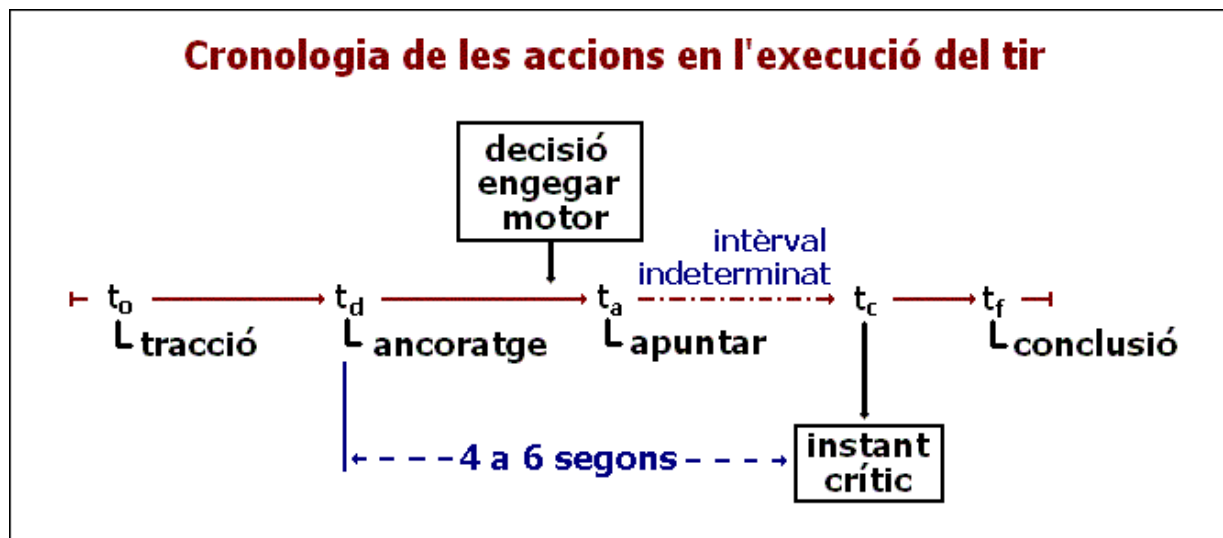 Cronologia de les accions en l'execució del tir
decisió
engegar
motor
intèrval
indeterminat
to td ta tc tf
tracció ancoratge apuntar conclusió
4 a 6 segons
instant
crític